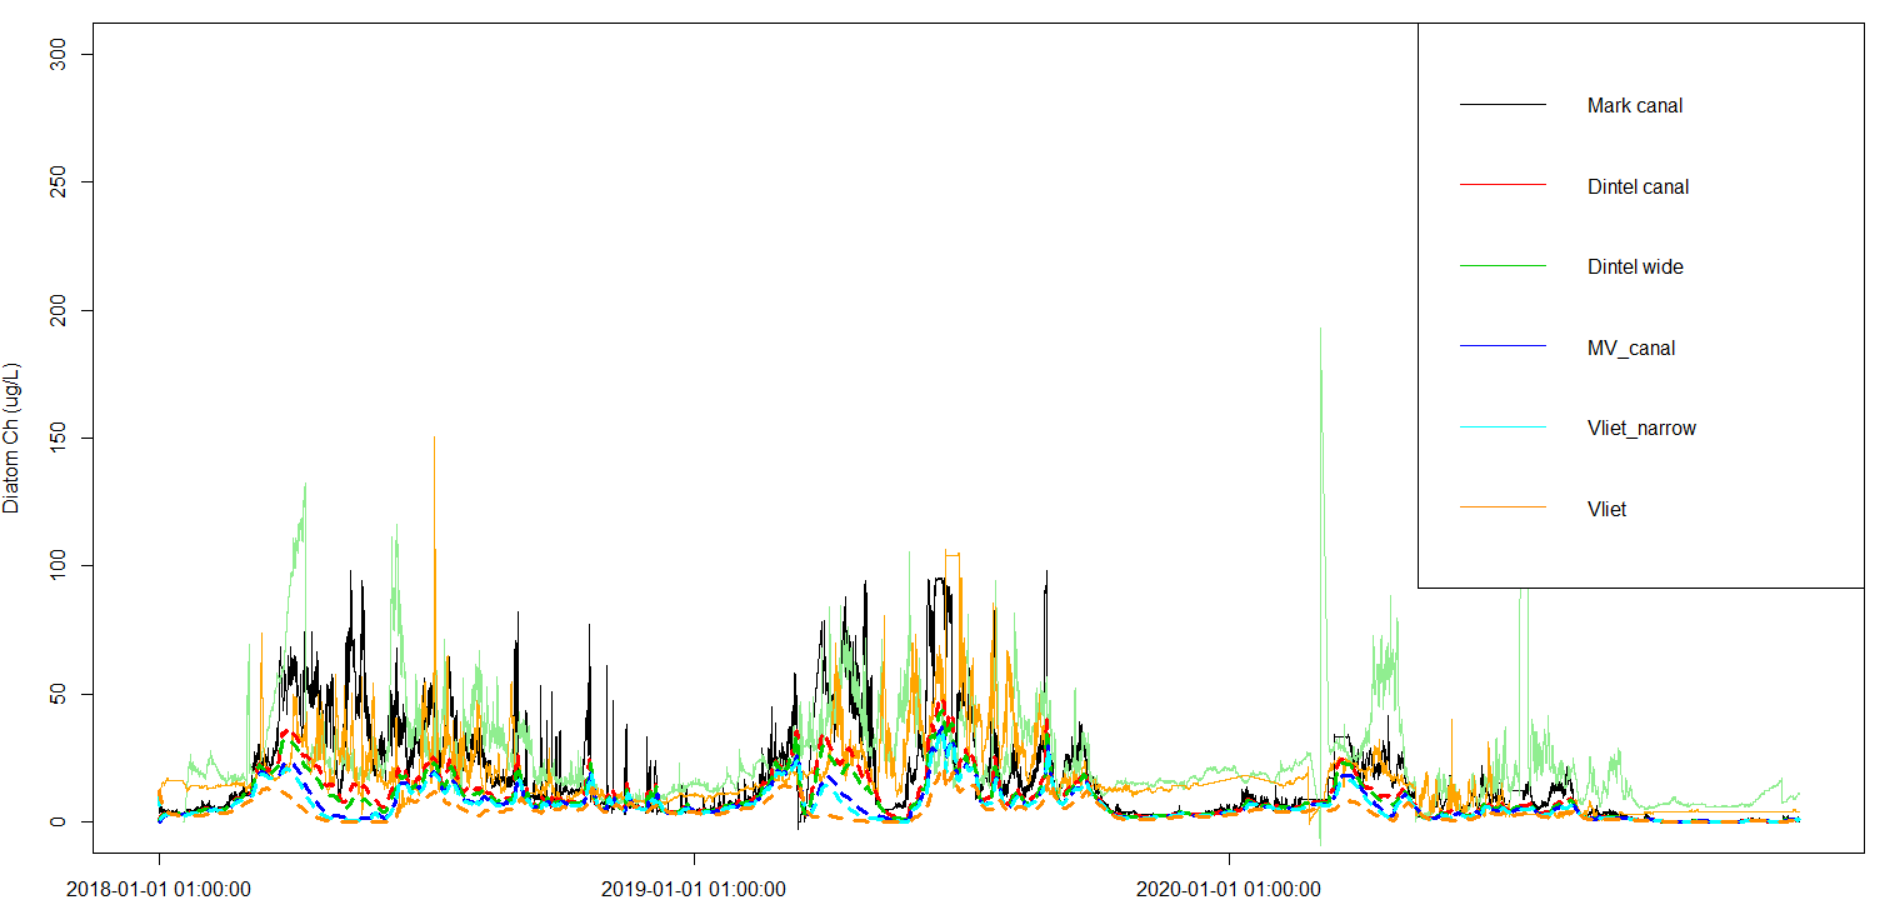 300
250
200
150
100
50
0
Diatom Ch (ug/L)
2018-01-01 01:00:00
2019-01-01 01:00:00
2020-01-01 01:00:00
Mark canal
Dintel canal
Dintel wide
MV_canal
Vliet_narrow
Vliet